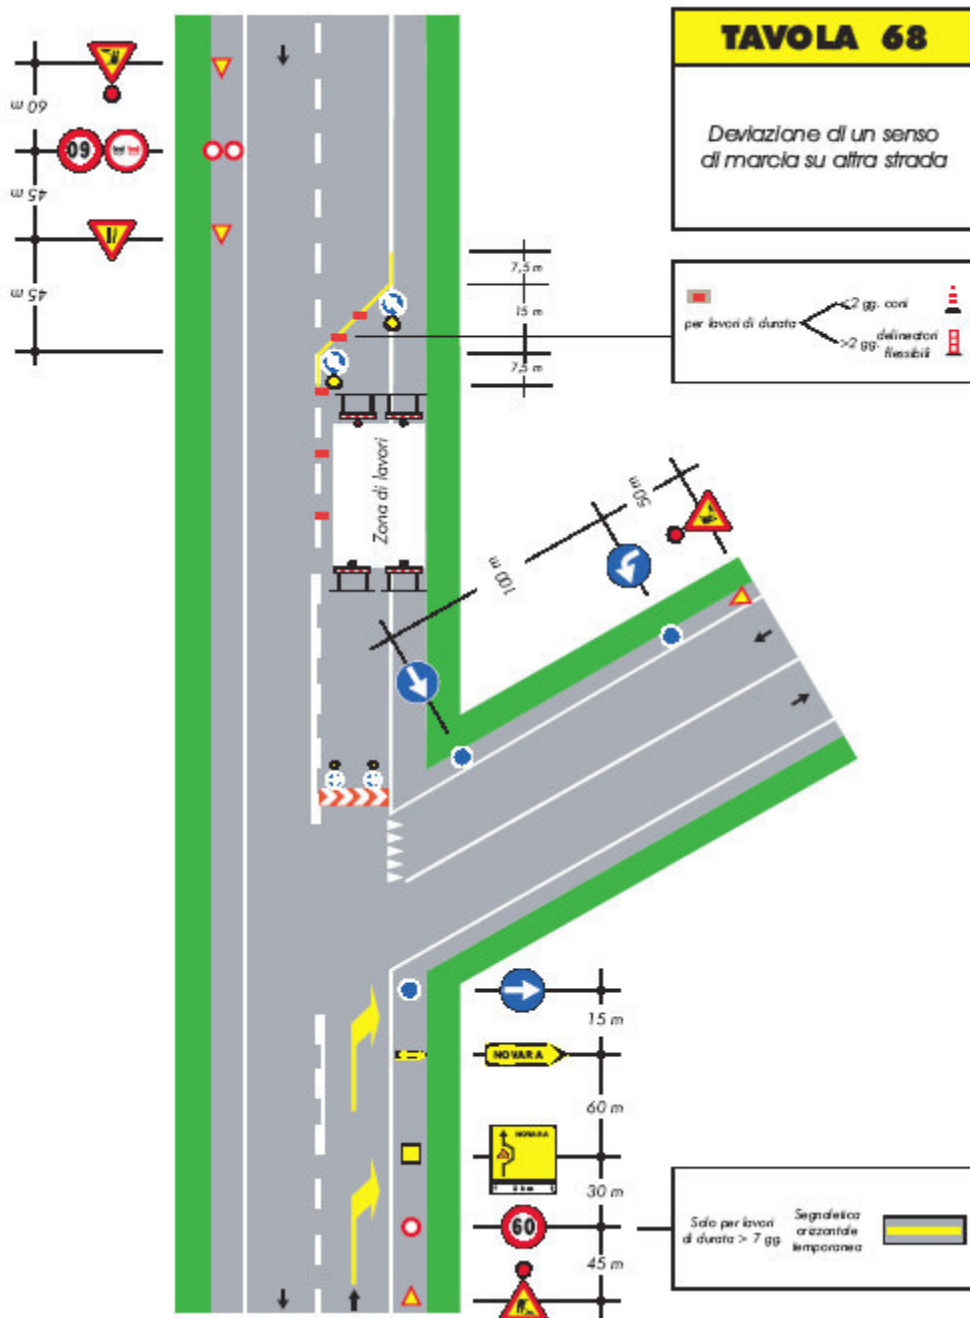 TAVOLA 68
Deviazione di un senso
di marcia su altra strada
60 m
60
45 m
45 m
7,5 m
15 m
7,5 m
per lavori di durata
<2 gg. coni
>2 gg. delineatori
flessibili
Zona di lavori
50 m
100 m
15 m
NOVARA
60 m
NOVARA
30 m
60
45 m
Solo per lavori
di durata > 7 gg.
Segnaletica
orizzontale
temporanea